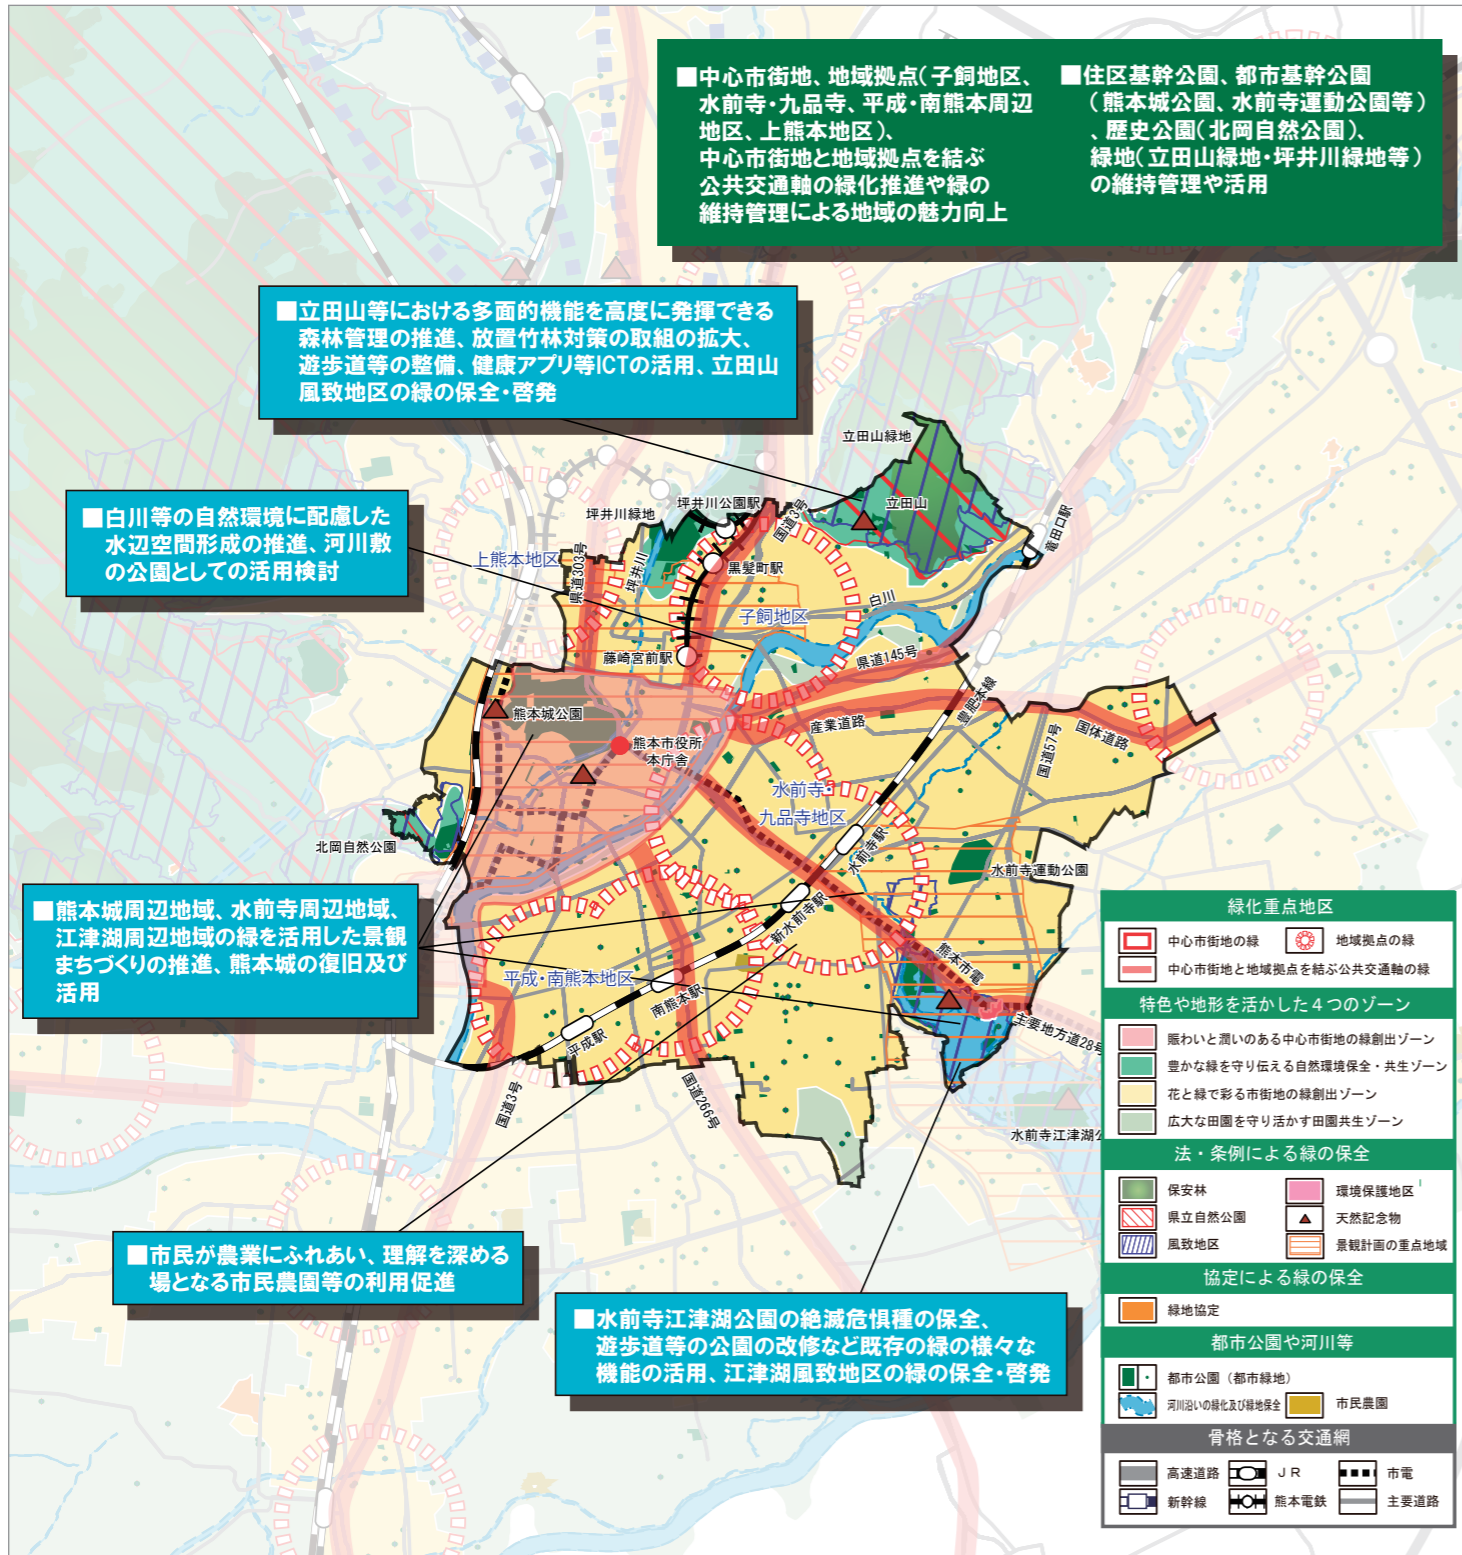 ■中心市街地、地域拠点(子飼地区、
水前寺・九品寺、平成・南熊本周辺
地区、上熊本地区)、
中心市街地と地域拠点を結ぶ
公共交通軸の緑化推進や緑の
維持管理による地域の魅力向上
■住区基幹公園、都市基幹公園
(熊本城公園、水前寺運動公園等)
、歴史公園(北岡自然公園)、
緑地(立田山緑地・坪井川緑地等)
の維持管理や活用
■立田山等における多面的機能を高度に発揮できる
森林管理の推進、放置竹林対策の取組の拡大、
遊歩道等の整備、健康アプリ等ICTの活用、立田山
風致地区の緑の保全・啓発
■白川等の自然環境に配慮した
水辺空間形成の推進、河川敷
の公園としての活用検討
立田山緑地
立田山
坪井川公園駅
坪井川緑地
国道3号
竜田口駅
上熊本地区
県道303号
坪井川
黒髪町駅
子飼地区
白川
藤崎宮前駅
県道145号
豊肥本線
熊本城公園
産業道路
国道57号
国体道路
熊本市役所
本庁舎
水前寺・
九品寺地区
水前寺駅
北岡自然公園
水前寺運動公園
新水前寺駅
熊本市電
平成・南熊本地区
南熊本駅
平成駅
主要地方道28号
国道3号
国道266号
水前寺江津湖公
■熊本城周辺地域、水前寺周辺地域、
江津湖周辺地域の緑を活用した景観
まちづくりの推進、熊本城の復旧及び
活用
■市民が農業にふれあい、理解を深める
場となる市民農園等の利用促進
■水前寺江津湖公園の絶滅危惧種の保全、
遊歩道等の公園の改修など既存の緑の様々な
機能の活用、江津湖風致地区の緑の保全・啓発
緑化重点地区
中心市街地の緑 地域拠点の緑
中心市街地と地域拠点を結ぶ公共交通軸の緑
特色や地形を活かした4つのゾーン
賑わいと潤いのある中心市街地の緑創出ゾーン
豊かな緑を守り伝える自然環境保全・共生ゾーン
花と緑で彩る市街地の緑創出ゾーン
広大な田園を守り活かす田園共生ゾーン
法・条例による緑の保全
保安林 環境保護地区
県立自然公園 天然記念物
風致地区 景観計画の重点地域
協定による緑の保全
緑地協定
都市公園や河川等
都市公園(都市緑地)
河川沿いの緑化及び緑地保全 市民農園
骨格となる交通網
高速道路 JR 市電
新幹線 熊本電鉄 主要道路